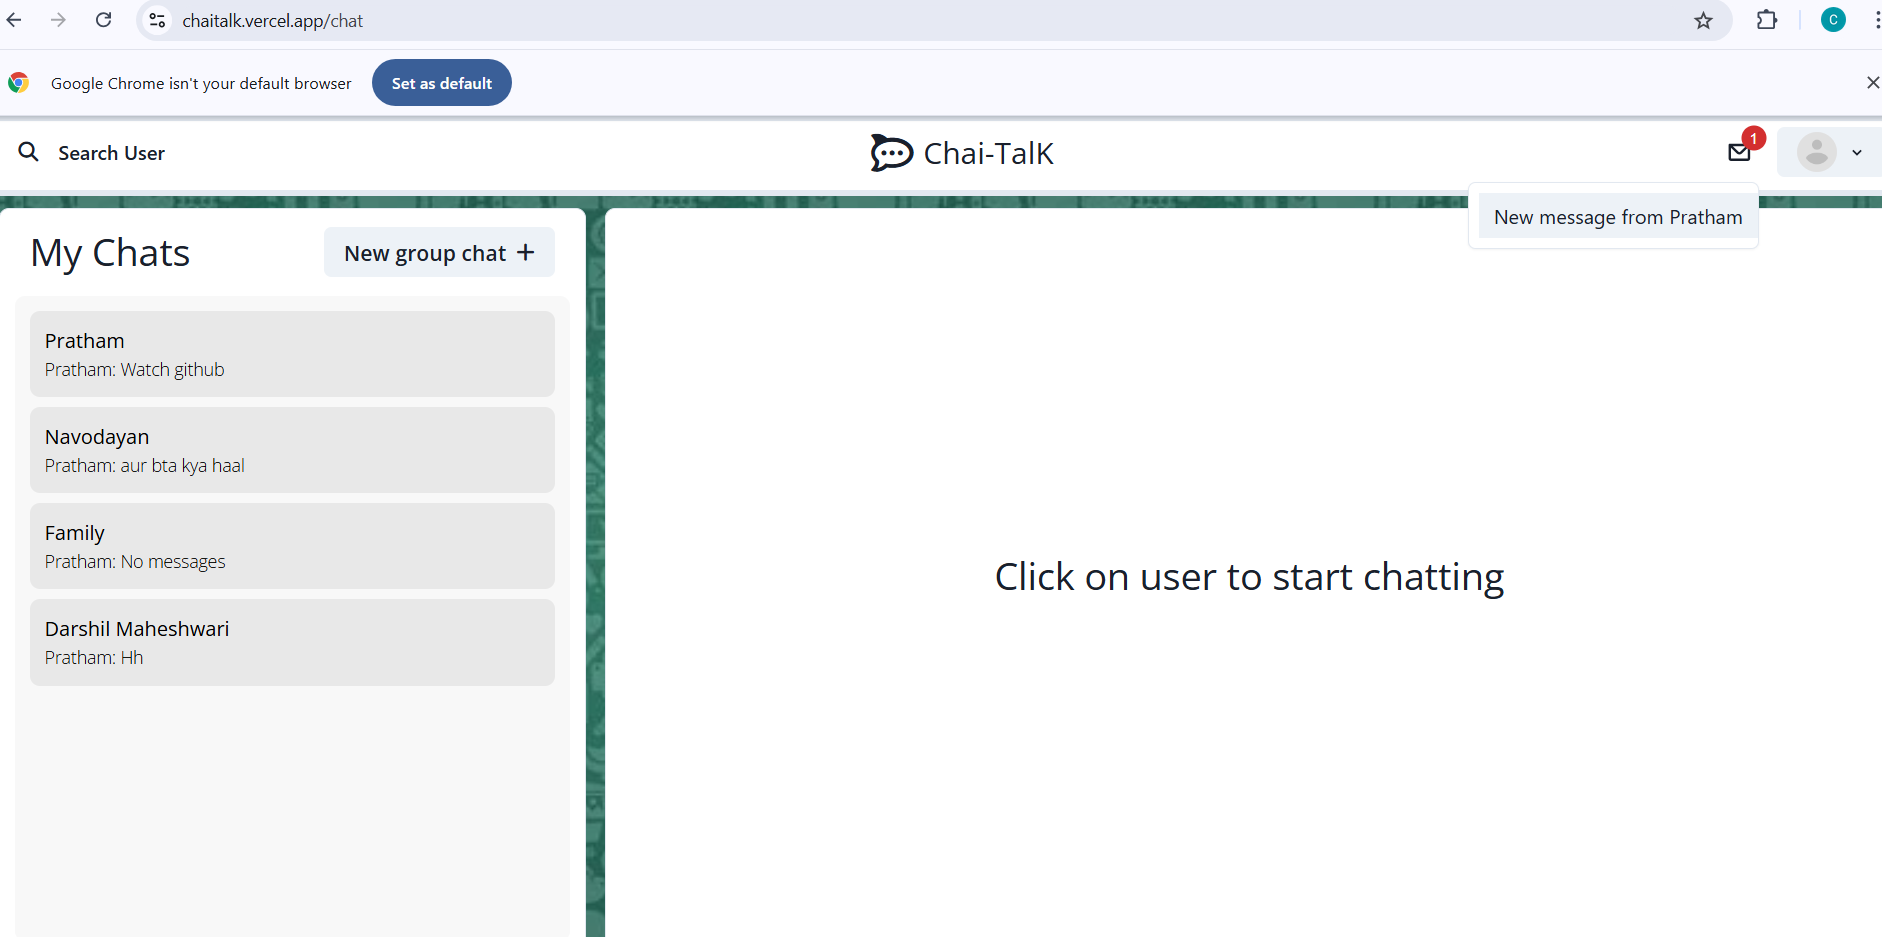 chaitalk.vercel.app/chat
C
Google Chrome isn't your default browser
Set as default
Search User
Chai-TalK
1
New message from Pratham
My Chats
New group chat +
Pratham
Pratham: Watch github
Navodayan
Pratham: aur bta kya haal
Family
Pratham: No messages
Darshil Maheshwari
Pratham: Hh
Click on user to start chatting